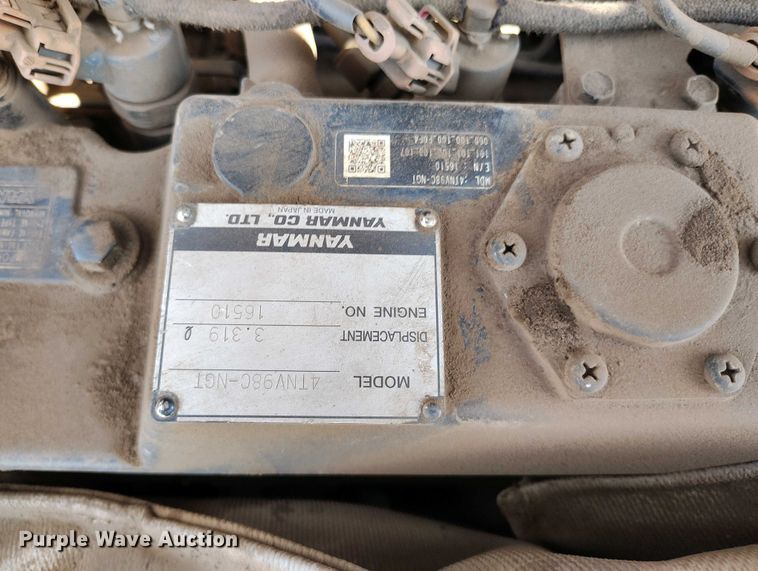 MODEL 4TNV98C-NGT
DISPLACEMENT 3.319 ℓ
ENGINE NO. 16510
YANMAR
YANMAR CO., LTD.
MADE IN JAPAN
MDL :4TNV98C-NGT
E/N : 16510
Purple Wave Auction